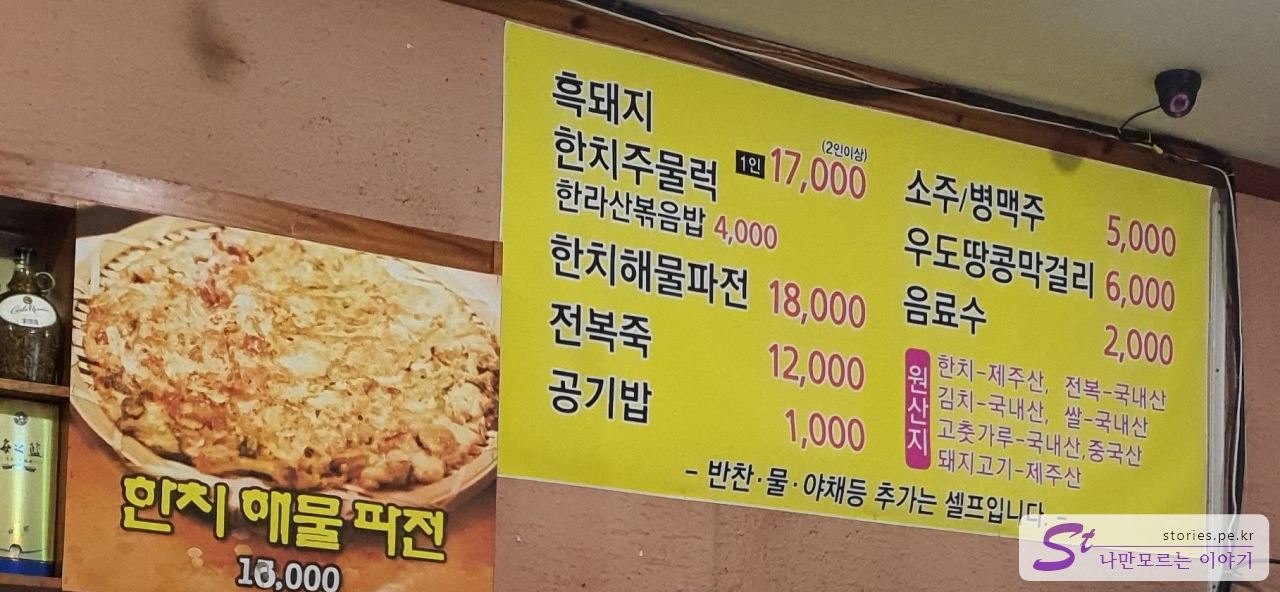 흑돼지
한치주물럭 1인 17,000 (2인이상)
한라산볶음밥 4,000
한치해물파전 18,000
전복죽 12,000
공기밥 1,000
소주/병맥주 5,000
우도땅콩막걸리 6,000
음료수 2,000
원산지
한치-제주산, 전복-국내산
김치-국내산, 쌀-국내산
고춧가루-국내산,중국산
돼지고기-제주산
- 반찬·물·야채등 추가는 셀프입니다. -
한치 해물 파전
stories.pe.kr
St 나만모르는 이야기